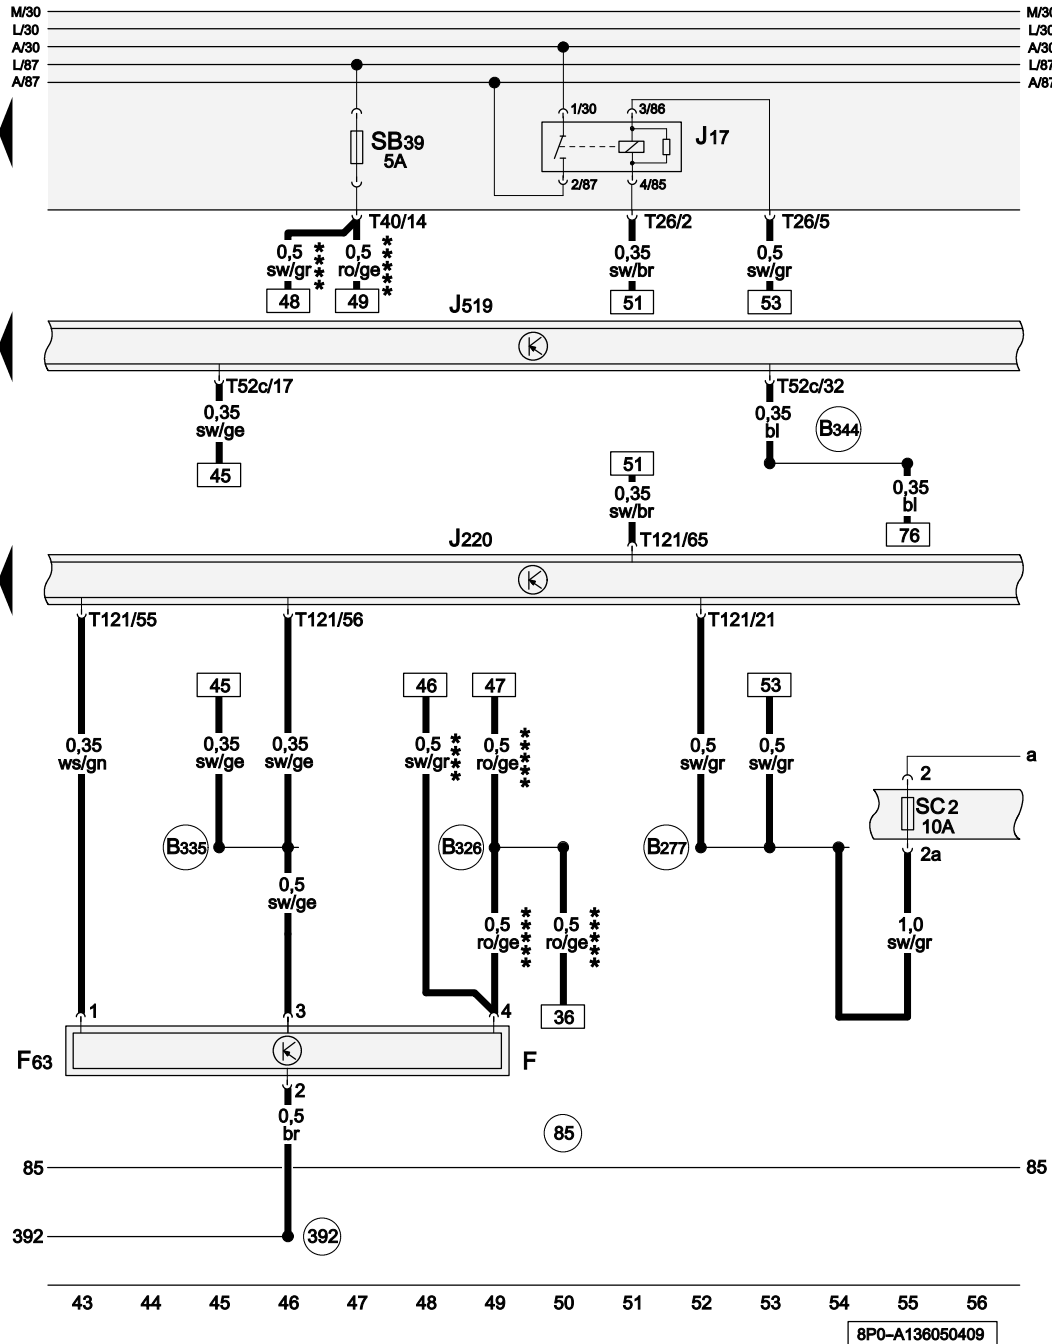 M/30 M/30
L/30 L/30
A/30 A/30
L/87 L/87
A/87 A/87
1/30 3/86
SB39
5A
J17
2/87 4/85
T40/14 T26/2 T26/5
0,5 **** 0,5 ***** 0,35 0,5
sw/gr ro/ge sw/br sw/gr
48 49 51 53
J519
T52c/17 T52c/32
0,35 0,35
sw/ge bl
B344
45 51
0,35 0,35
sw/br bl
76
J220 T121/65
T121/55 T121/56 T121/21
45 46 47 53
0,35 0,35 0,35 0,5 **** 0,5 ***** 0,5 0,5
ws/gn sw/ge sw/ge sw/gr ro/ge sw/gr sw/gr
a
2
SC2
10A
B335 B326 B277 2a
0,5
sw/ge
0,5 ***** 0,5 ***** 1,0
ro/ge ro/ge sw/gr
1 3 4 36
F63 F
2
0,5
br
85
85 85
392 392
43 44 45 46 47 48 49 50 51 52 53 54 55 56
8P0-A136050409